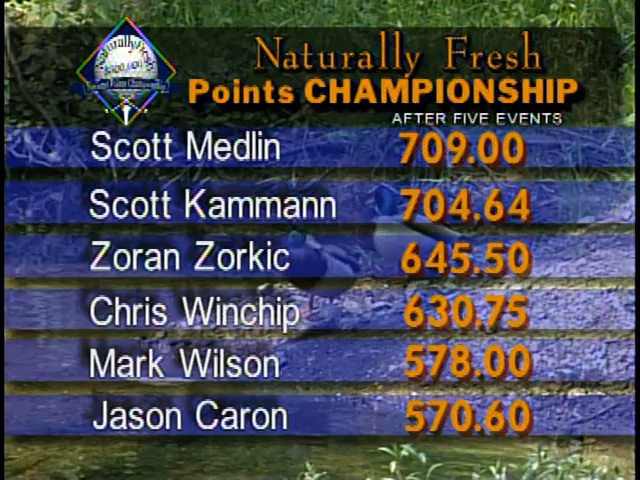 Naturally Fresh
Points CHAMPIONSHIP
AFTER FIVE EVENTS
Scott Medlin 709.00
Scott Kammann 704.64
Zoran Zorkic 645.50
Chris Winchip 630.75
Mark Wilson 578.00
Jason Caron 570.60